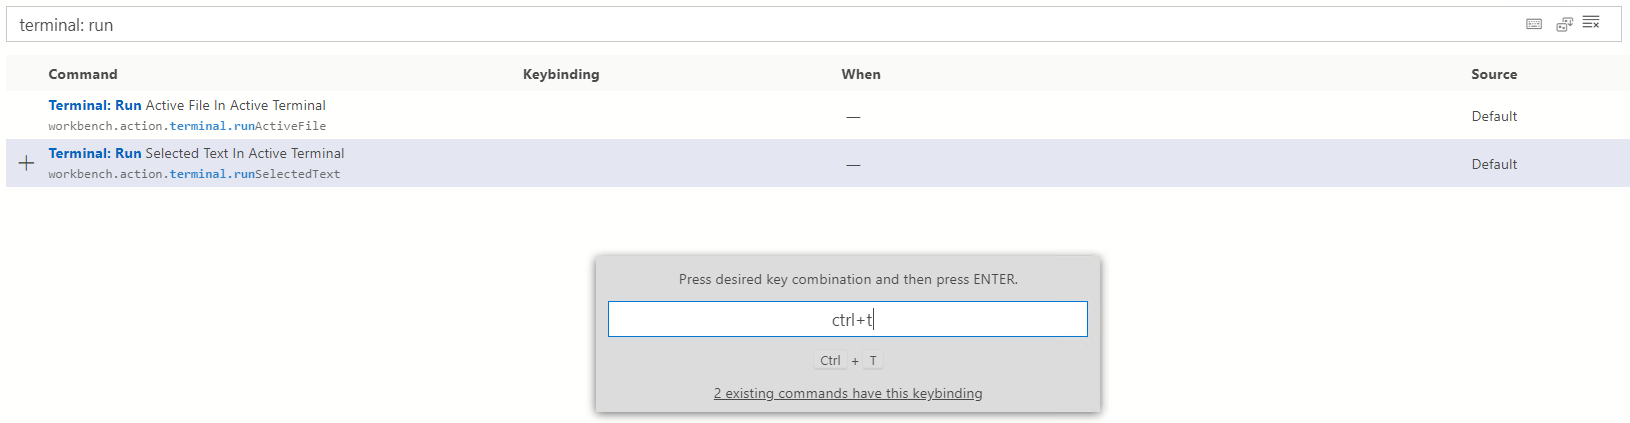 terminal: run
Command Keybinding When Source
Terminal: Run Active File In Active Terminal
workbench.action.terminal.runActiveFile
— Default
Terminal: Run Selected Text In Active Terminal
workbench.action.terminal.runSelectedText
— Default
Press desired key combination and then press ENTER.
ctrl+t
Ctrl + T
2 existing commands have this keybinding